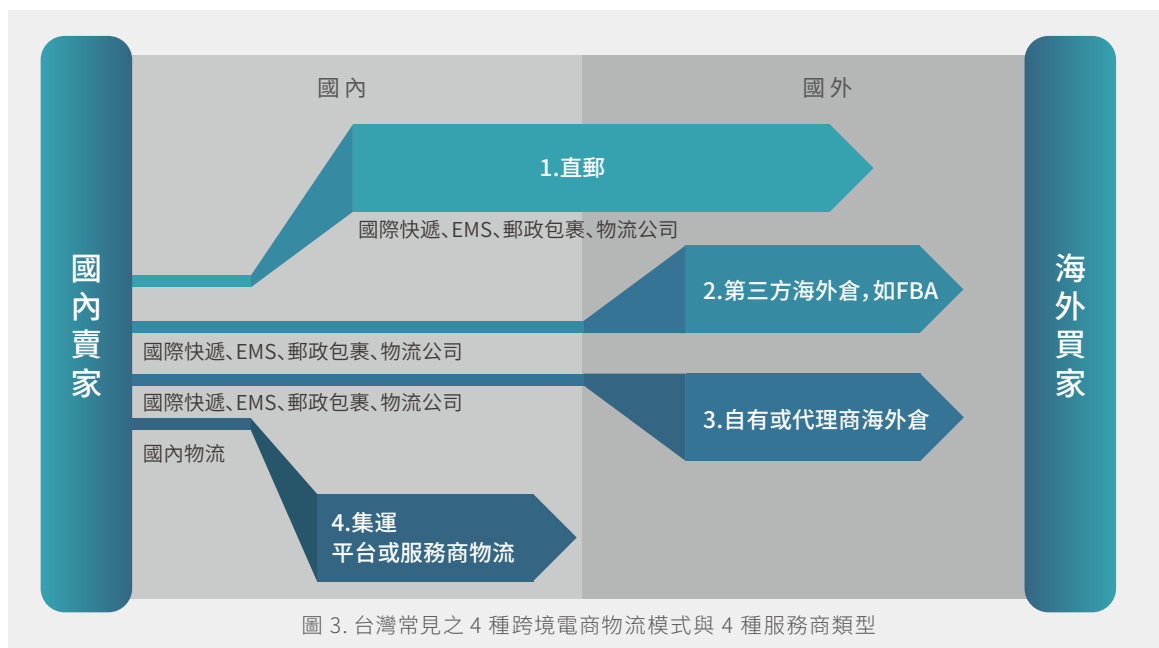 國內
國外
國內賣家
1.直郵
國際快遞、EMS、郵政包裹、物流公司
2.第三方海外倉，如FBA
國際快遞、EMS、郵政包裹、物流公司
3.自有或代理商海外倉
國際快遞、EMS、郵政包裹、物流公司
國內物流
4.集運
平台或服務商物流
海外買家
圖 3. 台灣常見之 4 種跨境電商物流模式與 4 種服務商類型